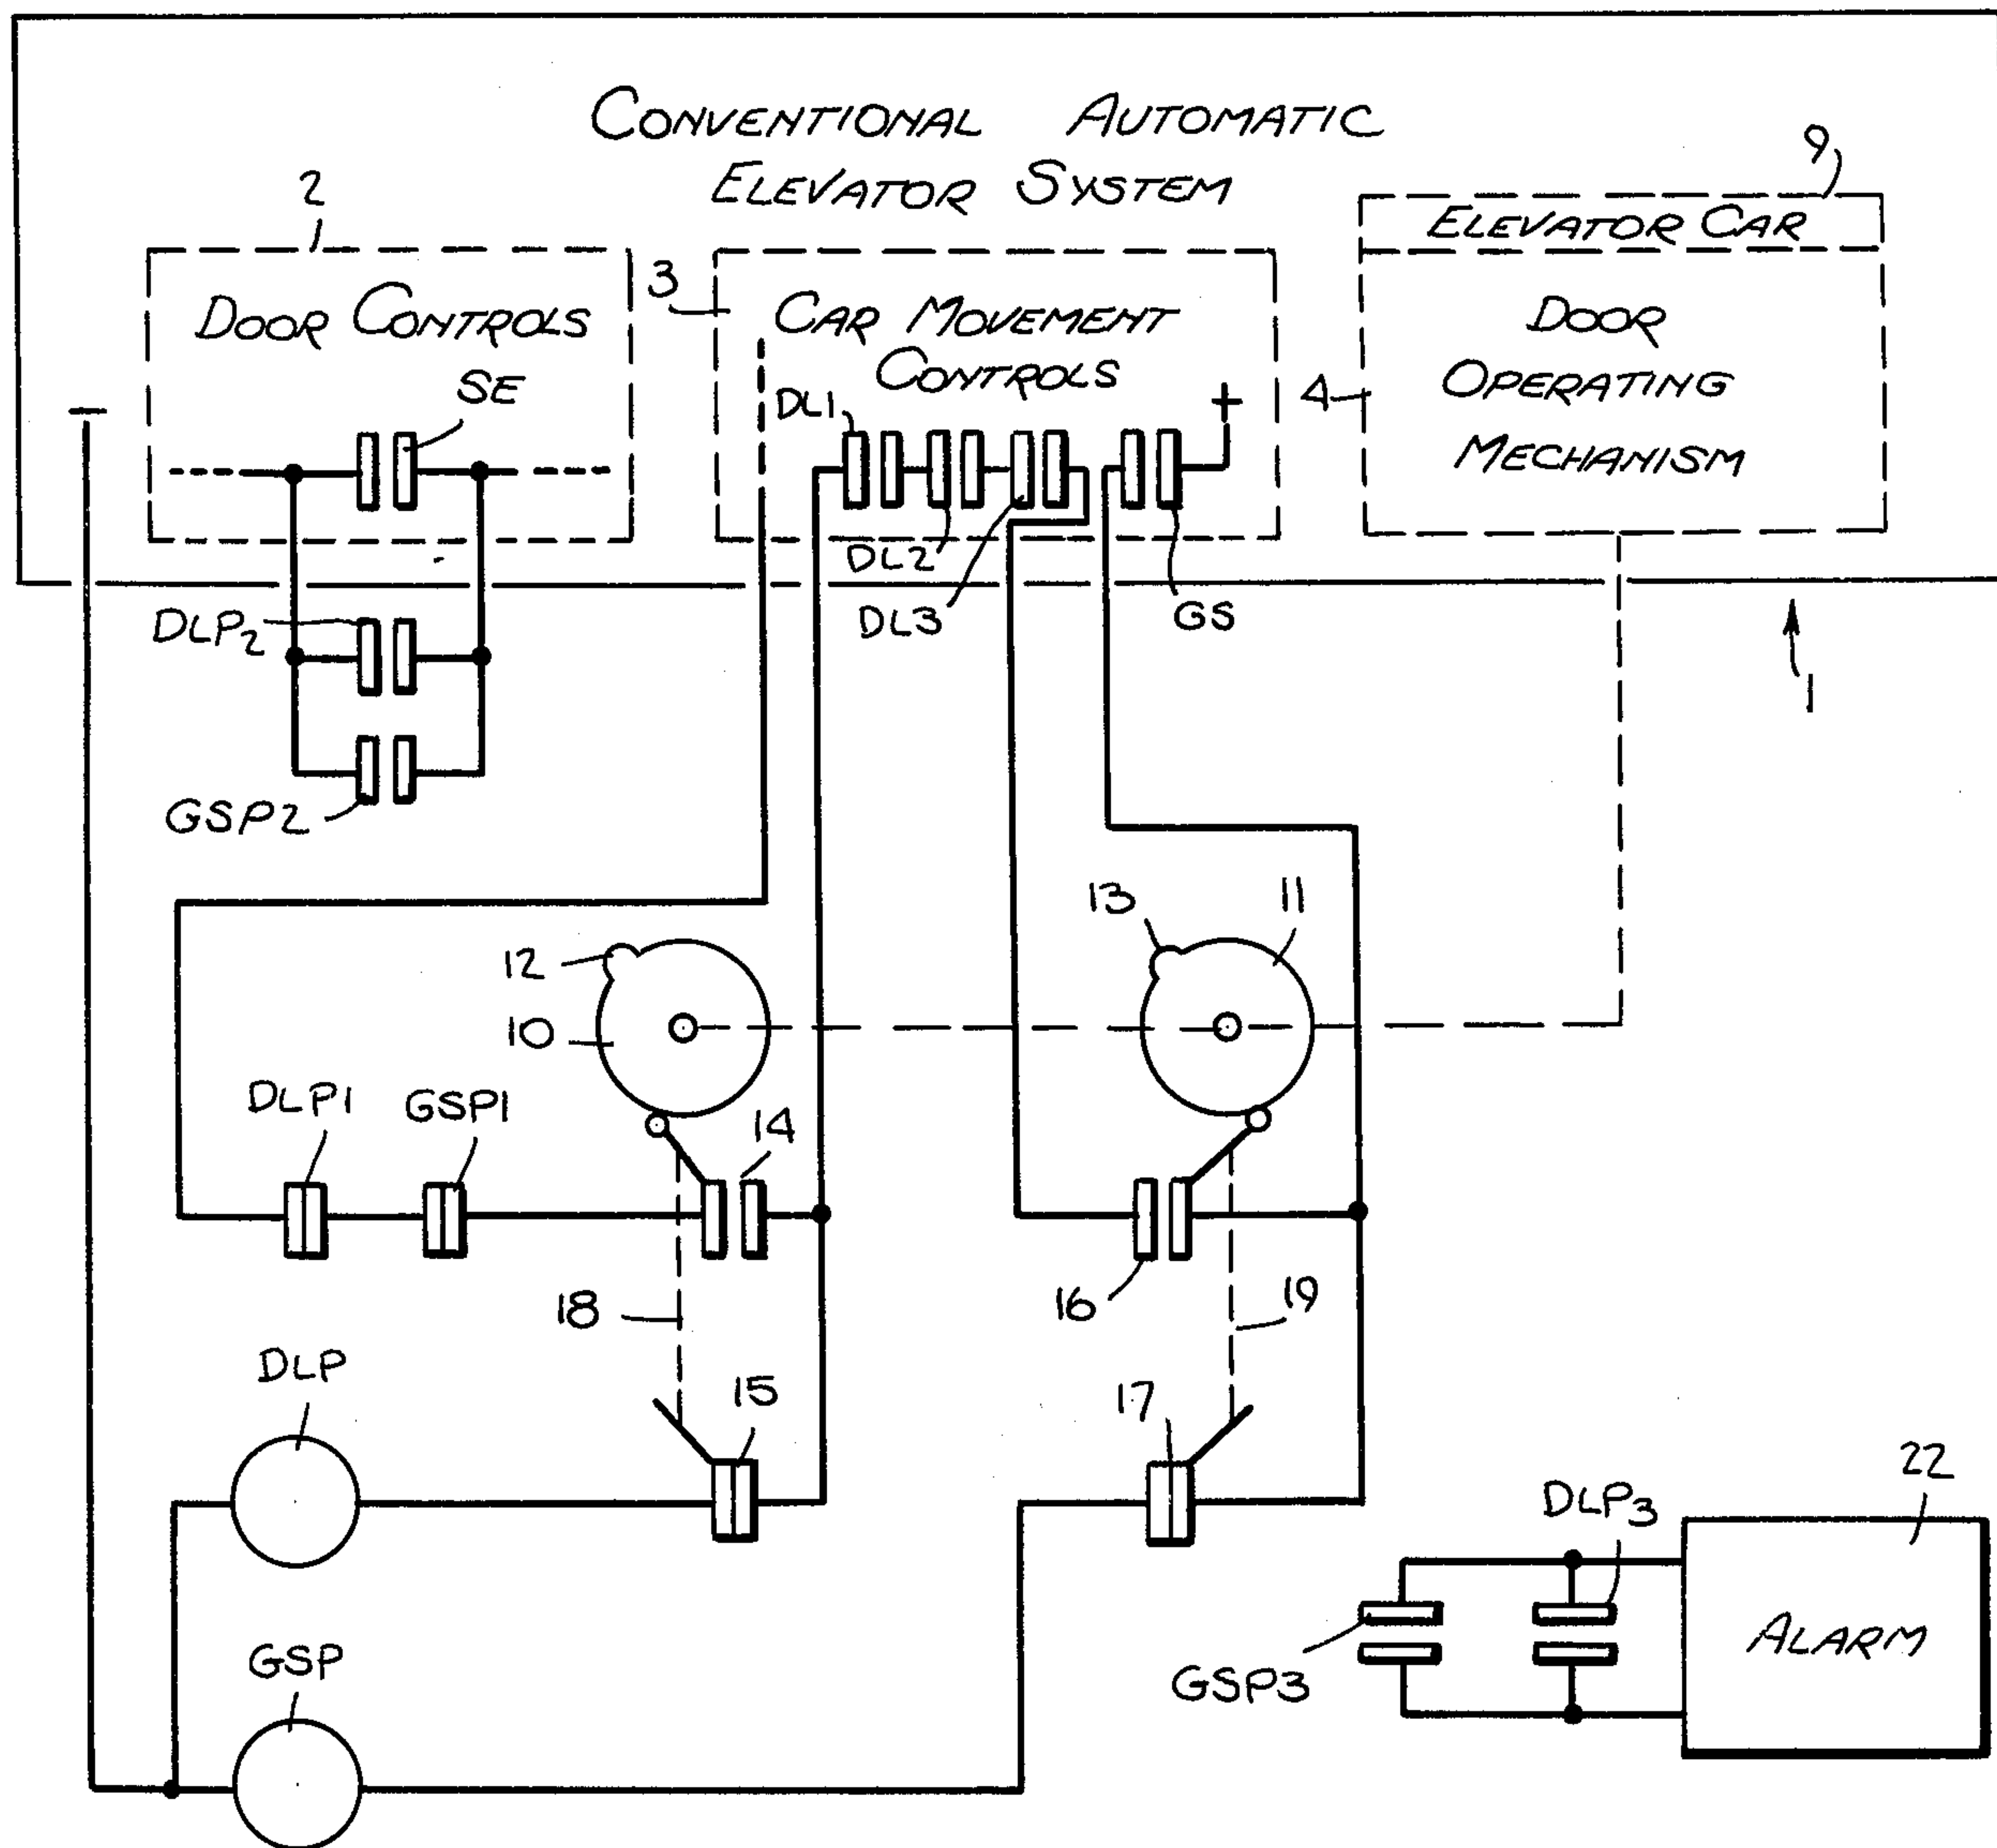 CONVENTIONAL AUTOMATIC
ELEVATOR SYSTEM
2
9
ELEVATOR CAR
3
DOOR CONTROLS
CAR MOVEMENT
CONTROLS
DOOR
OPERATING
MECHANISM
4
SE
DL1
+
−
DL2
DL3
GS
1
DLP2
GSP2
12
10
13
11
DLP1
GSP1
14
18
16
19
DLP
15
17
22
DLP3
GSP
GSP3
ALARM